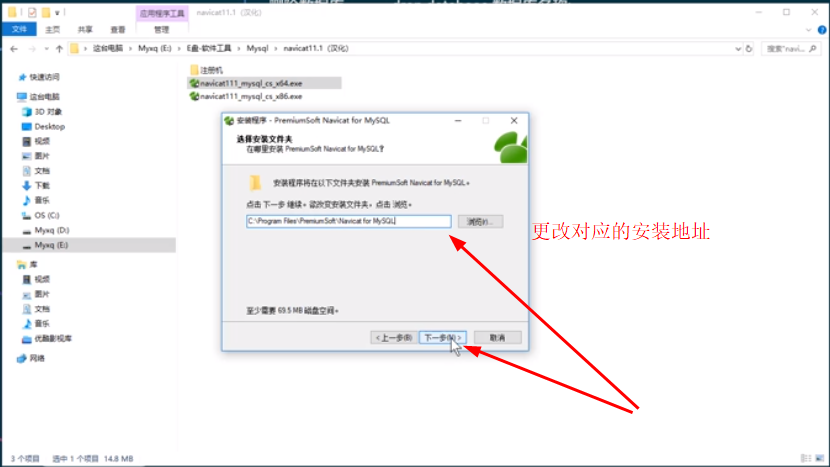 应用程序工具
navicat11.1 (汉化)
文件 主页 共享 查看 管理
这台电脑 > Myxq (E:) > E盘-软件工具 > Mysql > navicat11.1 (汉化)
搜索"navi...
快速访问
这台电脑
3D 对象
Desktop
视频
图片
文档
下载
音乐
OS (C:)
Myxq (D:)
Myxq (E:)
库
视频
图片
文档
音乐
优酷影视库
网络
注册机
navicat111_mysql_cs_x64.exe
navicat111_mysql_cs_x86.exe
安装程序 - PremiumSoft Navicat for MySQL
选择安装文件夹
在哪里安装 PremiumSoft Navicat for MySQL?
安装程序将在以下文件夹安装 PremiumSoft Navicat for MySQL。
点击 下一步 继续。欲改变安装文件夹，点击 浏览。
C:\Program Files\PremiumSoft\Navicat for MySQL
浏览(R)...
至少需要 69.5 MB 磁盘空间。
< 上一步(B) 下一步(N) > 取消
更改对应的安装地址
3 个项目 选中 1 个项目 14.8 MB